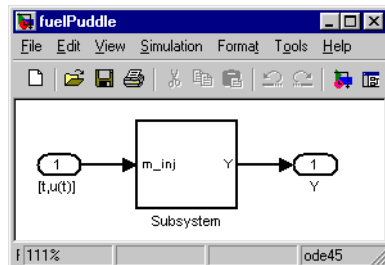 fuelPuddle
File Edit View Simulation Format Tools Help
1 m_inj Y 1
[t,u(t)] Y
Subsystem
111% ode45